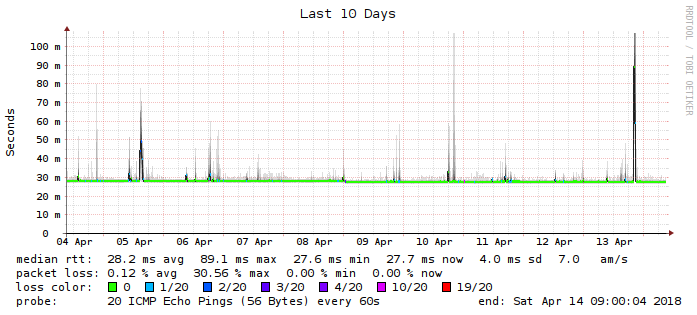 Last 10 Days
RRDTOOL / TOBI OETIKER
Seconds
100 m
90 m
80 m
70 m
60 m
50 m
40 m
30 m
20 m
10 m
0
04 Apr 05 Apr 06 Apr 07 Apr 08 Apr 09 Apr 10 Apr 11 Apr 12 Apr 13 Apr
median rtt: 28.2 ms avg 89.1 ms max 27.6 ms min 27.7 ms now 4.0 ms sd 7.0 am/s
packet loss: 0.12 % avg 30.56 % max 0.00 % min 0.00 % now
loss color: 0 1/20 2/20 3/20 4/20 10/20 19/20
probe: 20 ICMP Echo Pings (56 Bytes) every 60s end: Sat Apr 14 09:00:04 2018